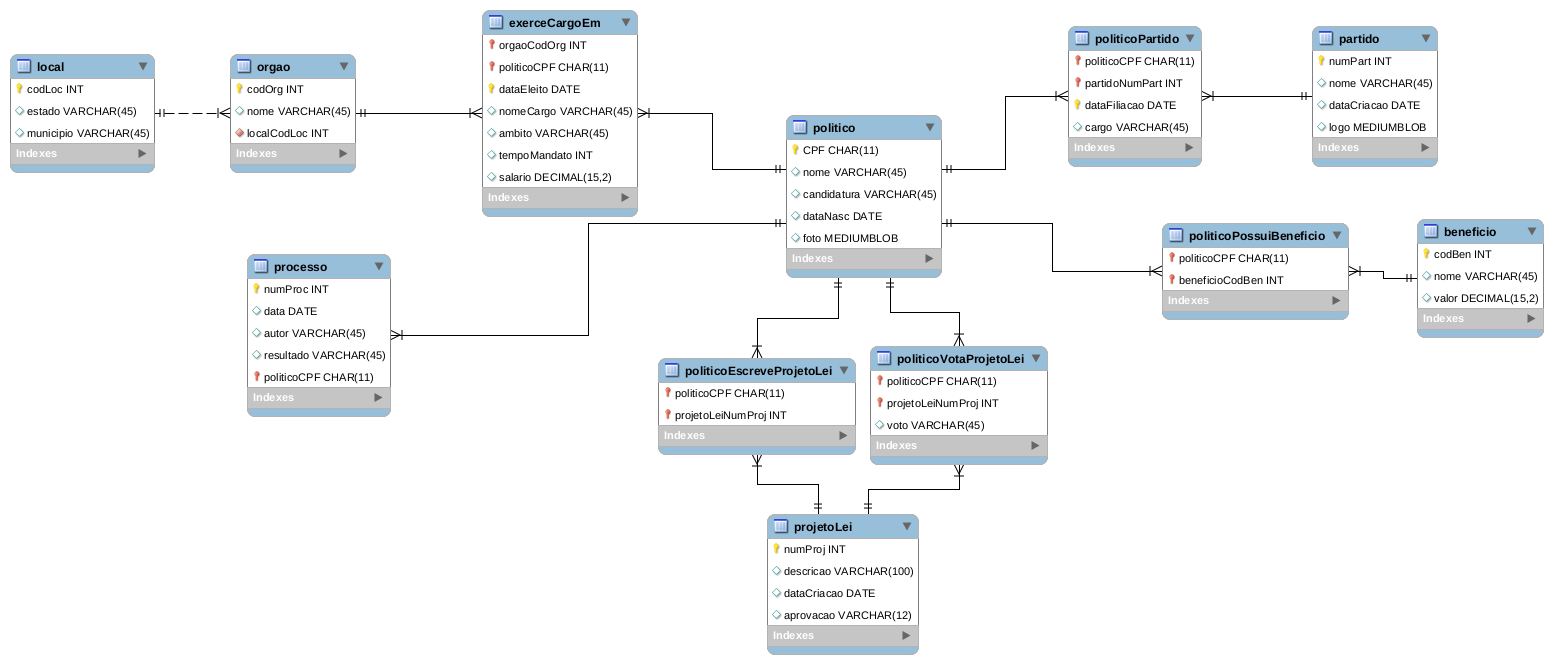 local
codLoc INT
estado VARCHAR(45)
municipio VARCHAR(45)
Indexes
orgao
codOrg INT
nome VARCHAR(45)
localCodLoc INT
Indexes
exerceCargoEm
orgaoCodOrg INT
politicoCPF CHAR(11)
dataEleito DATE
nomeCargo VARCHAR(45)
ambito VARCHAR(45)
tempoMandato INT
salario DECIMAL(15,2)
Indexes
politico
CPF CHAR(11)
nome VARCHAR(45)
candidatura VARCHAR(45)
dataNasc DATE
foto MEDIUMBLOB
Indexes
politicoPartido
politicoCPF CHAR(11)
partidoNumPart INT
dataFiliacao DATE
cargo VARCHAR(45)
Indexes
partido
numPart INT
nome VARCHAR(45)
dataCriacao DATE
logo MEDIUMBLOB
Indexes
processo
numProc INT
data DATE
autor VARCHAR(45)
resultado VARCHAR(45)
politicoCPF CHAR(11)
Indexes
politicoPossuiBeneficio
politicoCPF CHAR(11)
beneficioCodBen INT
Indexes
beneficio
codBen INT
nome VARCHAR(45)
valor DECIMAL(15,2)
Indexes
politicoEscreveProjetoLei
politicoCPF CHAR(11)
projetoLeiNumProj INT
Indexes
politicoVotaProjetoLei
politicoCPF CHAR(11)
projetoLeiNumProj INT
voto VARCHAR(45)
Indexes
projetoLei
numProj INT
descricao VARCHAR(100)
dataCriacao DATE
aprovacao VARCHAR(12)
Indexes